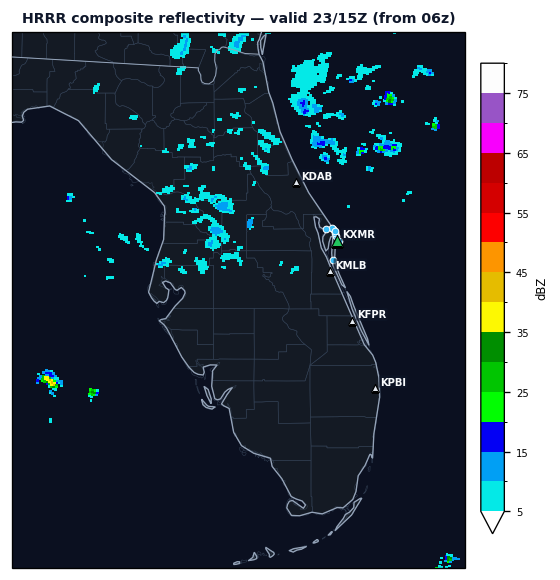 HRRR composite reflectivity — valid 23/15Z (from 06z)
KDAB
KXMR
KMLB
KFPR
KPBI
75
65
55
45
35
25
15
5
dBZ